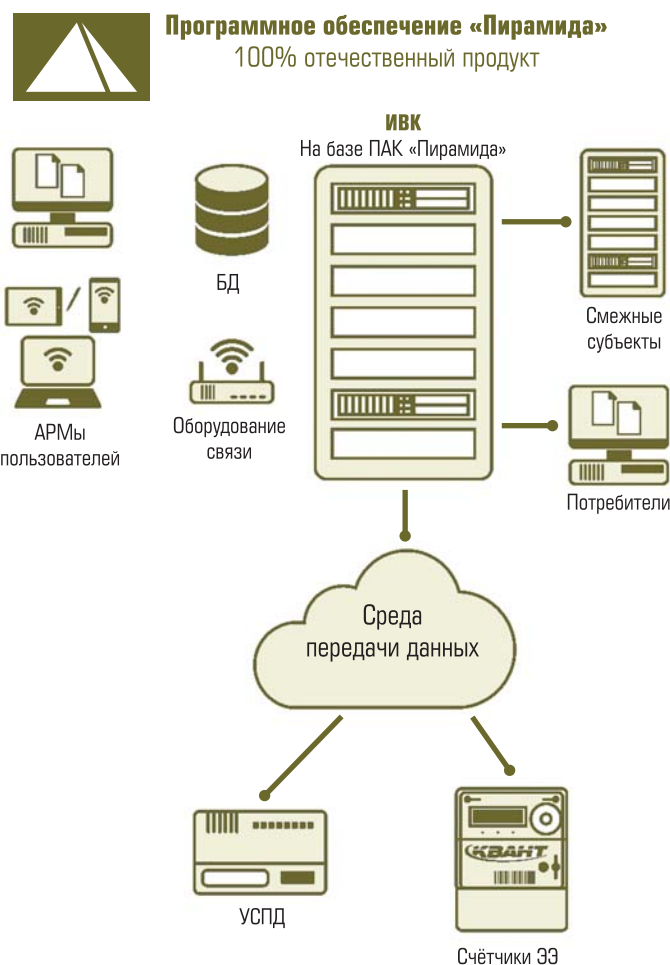 Программное обеспечение «Пирамида»
100% отечественный продукт
ИВК
На базе ПАК «Пирамида»
БД
Смежные
субъекты
АРМы
пользователей
Оборудование
связи
Потребители
Среда
передачи данных
КВАНТ
УСПД
Счётчики ЭЭ